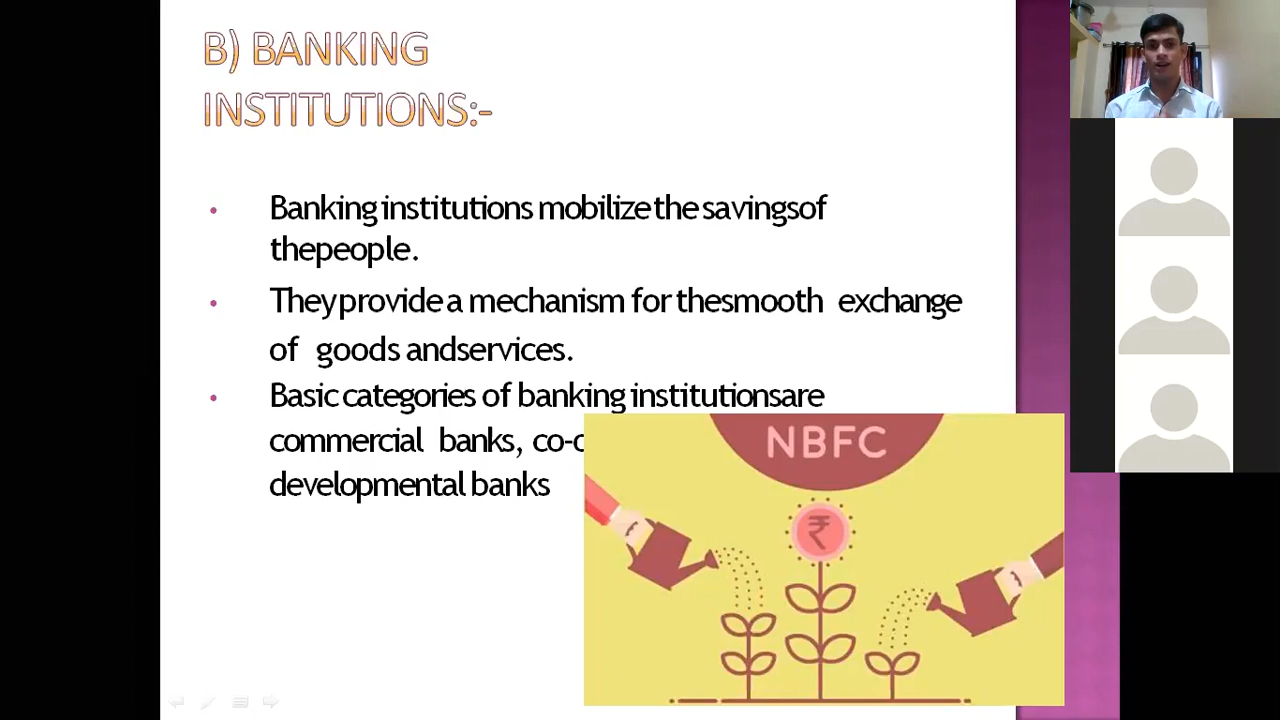 B) BANKING
INSTITUTIONS:-
• Banking institutions mobilize the savingsof
thepeople.
• Theyprovide a mechanism for thesmooth exchange
of goods andservices.
• Basic categories of banking institutionsare
commercial banks,
developmental banks
NBFC
₹